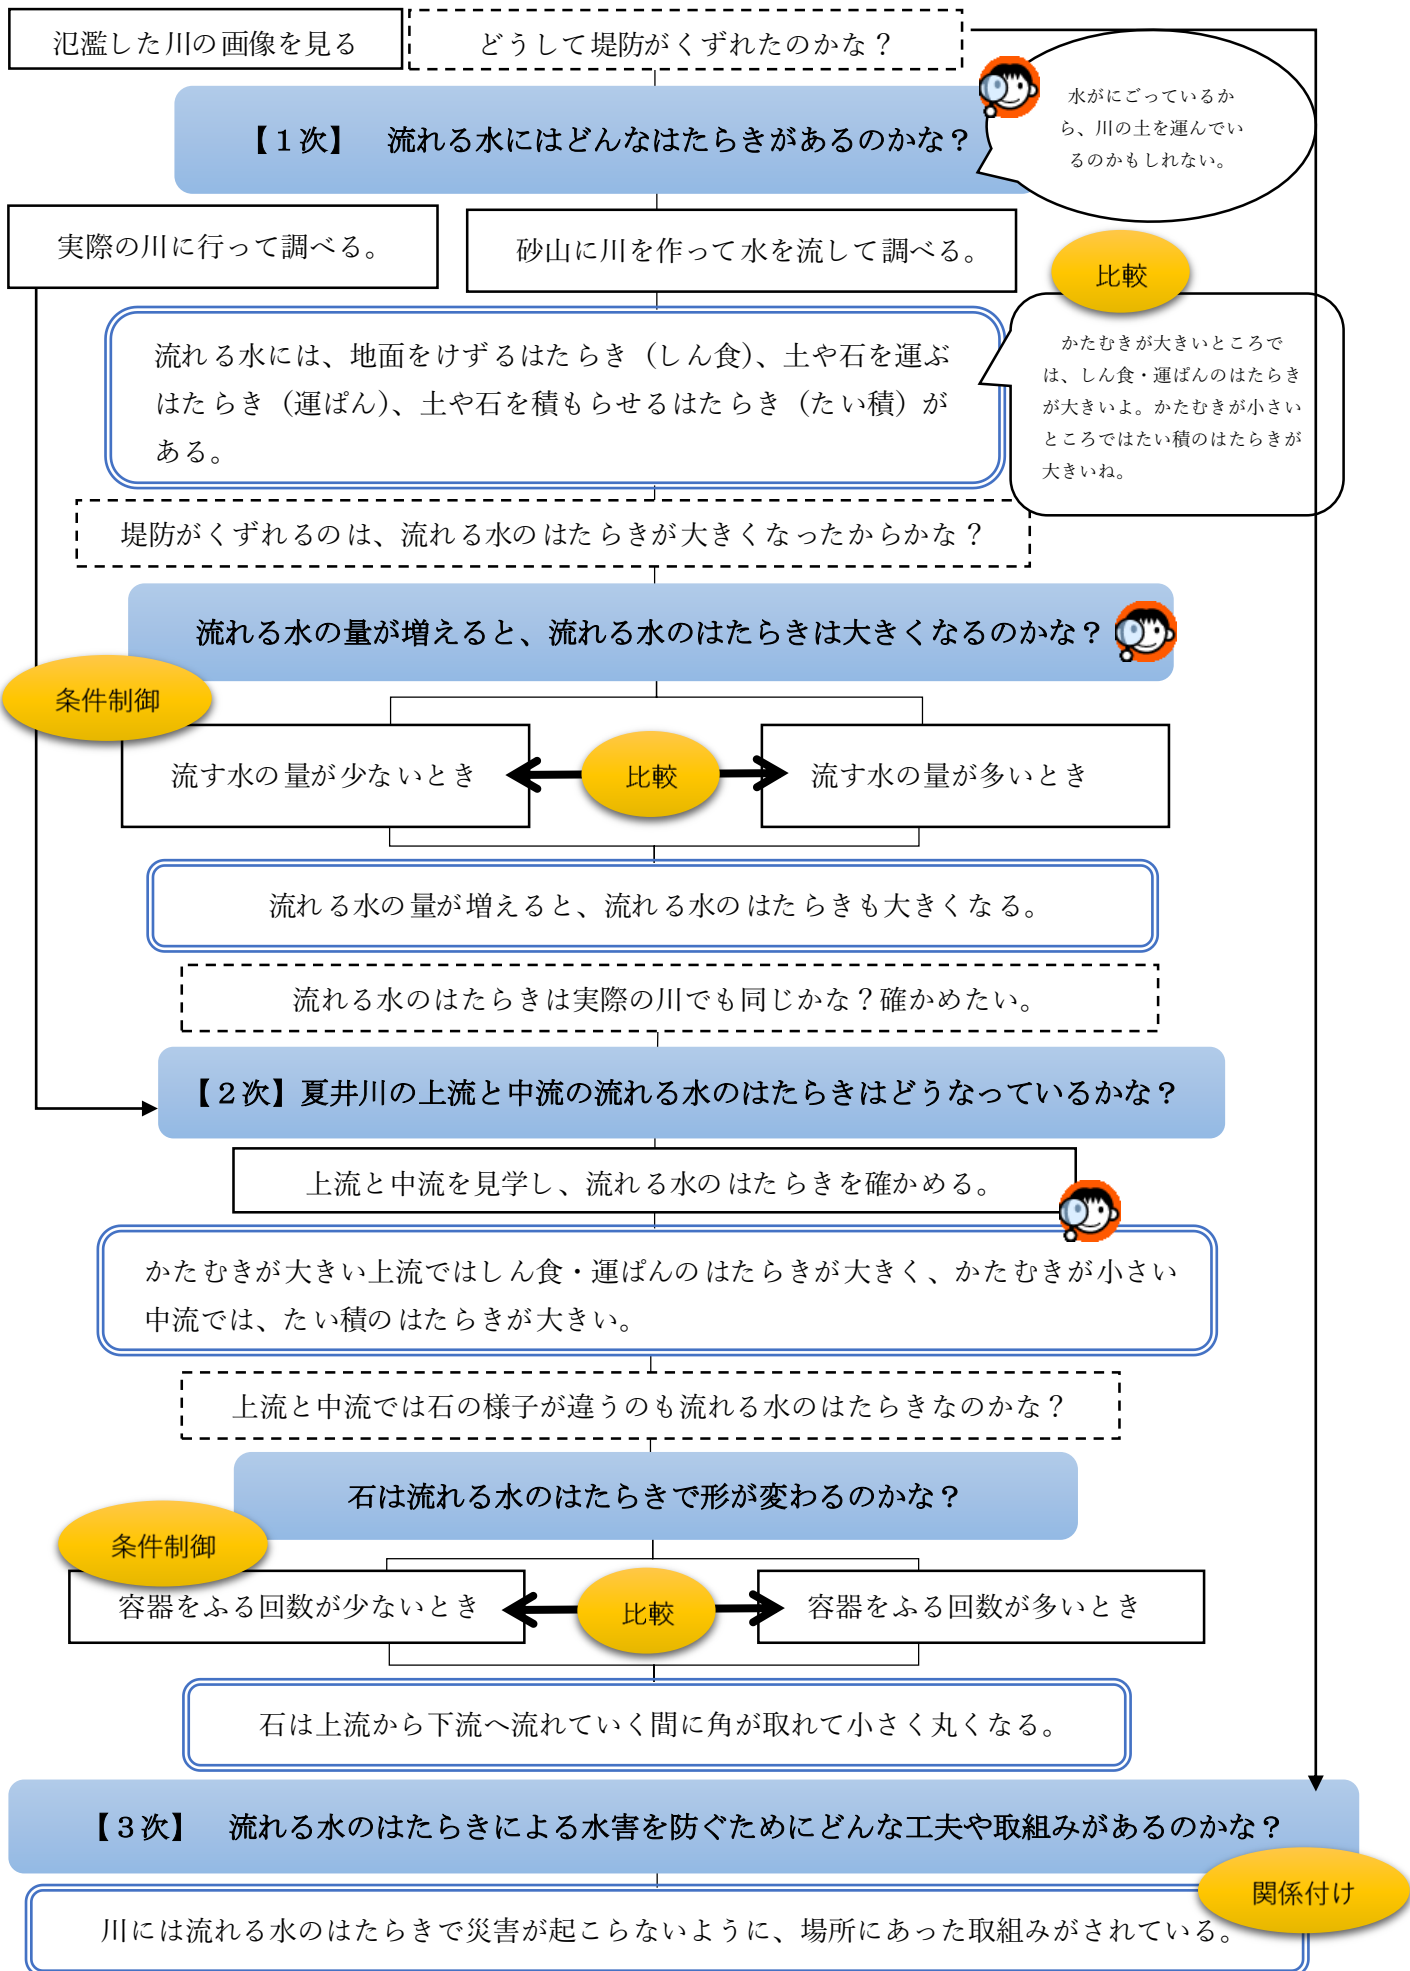 氾濫した川の画像を見る
どうして堤防がくずれたのかな？
【１次】　流れる水にはどんなはたらきがあるのかな？
水がにごっているか
ら、川の土を運んでい
るのかもしれない。
実際の川に行って調べる。
砂山に川を作って水を流して調べる。
比較
流れる水には、地面をけずるはたらき（しん食）、土や石を運ぶ
はたらき（運ぱん）、土や石を積もらせるはたらき（たい積）が
ある。
かたむきが大きいところで
は、しん食・運ぱんのはたらき
が大きいよ。かたむきが小さい
ところではたい積のはたらきが
大きいね。
堤防がくずれるのは、流れる水のはたらきが大きくなったからかな？
流れる水の量が増えると、流れる水のはたらきは大きくなるのかな？
条件制御
流す水の量が少ないとき
比較
流す水の量が多いとき
流れる水の量が増えると、流れる水のはたらきも大きくなる。
流れる水のはたらきは実際の川でも同じかな？確かめたい。
【２次】夏井川の上流と中流の流れる水のはたらきはどうなっているかな？
上流と中流を見学し、流れる水のはたらきを確かめる。
かたむきが大きい上流ではしん食・運ぱんのはたらきが大きく、かたむきが小さい
中流では、たい積のはたらきが大きい。
上流と中流では石の様子が違うのも流れる水のはたらきなのかな？
石は流れる水のはたらきで形が変わるのかな？
条件制御
容器をふる回数が少ないとき
比較
容器をふる回数が多いとき
石は上流から下流へ流れていく間に角が取れて小さく丸くなる。
【３次】　流れる水のはたらきによる水害を防ぐためにどんな工夫や取組みがあるのかな？
関係付け
川には流れる水のはたらきで災害が起こらないように、場所にあった取組みがされている。